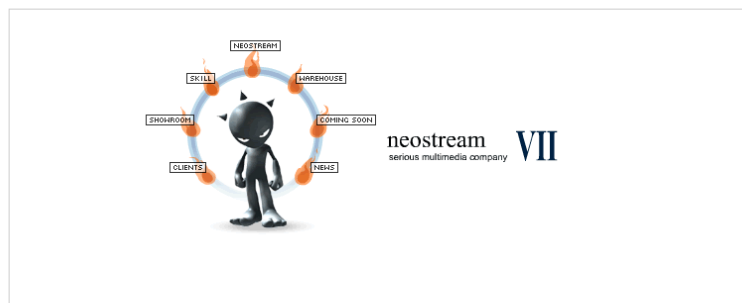 NEOSTREAM
SKILL
WAREHOUSE
SHOWROOM
COMING SOON
CLIENTS
NEWS
neostream VII
serious multimedia company